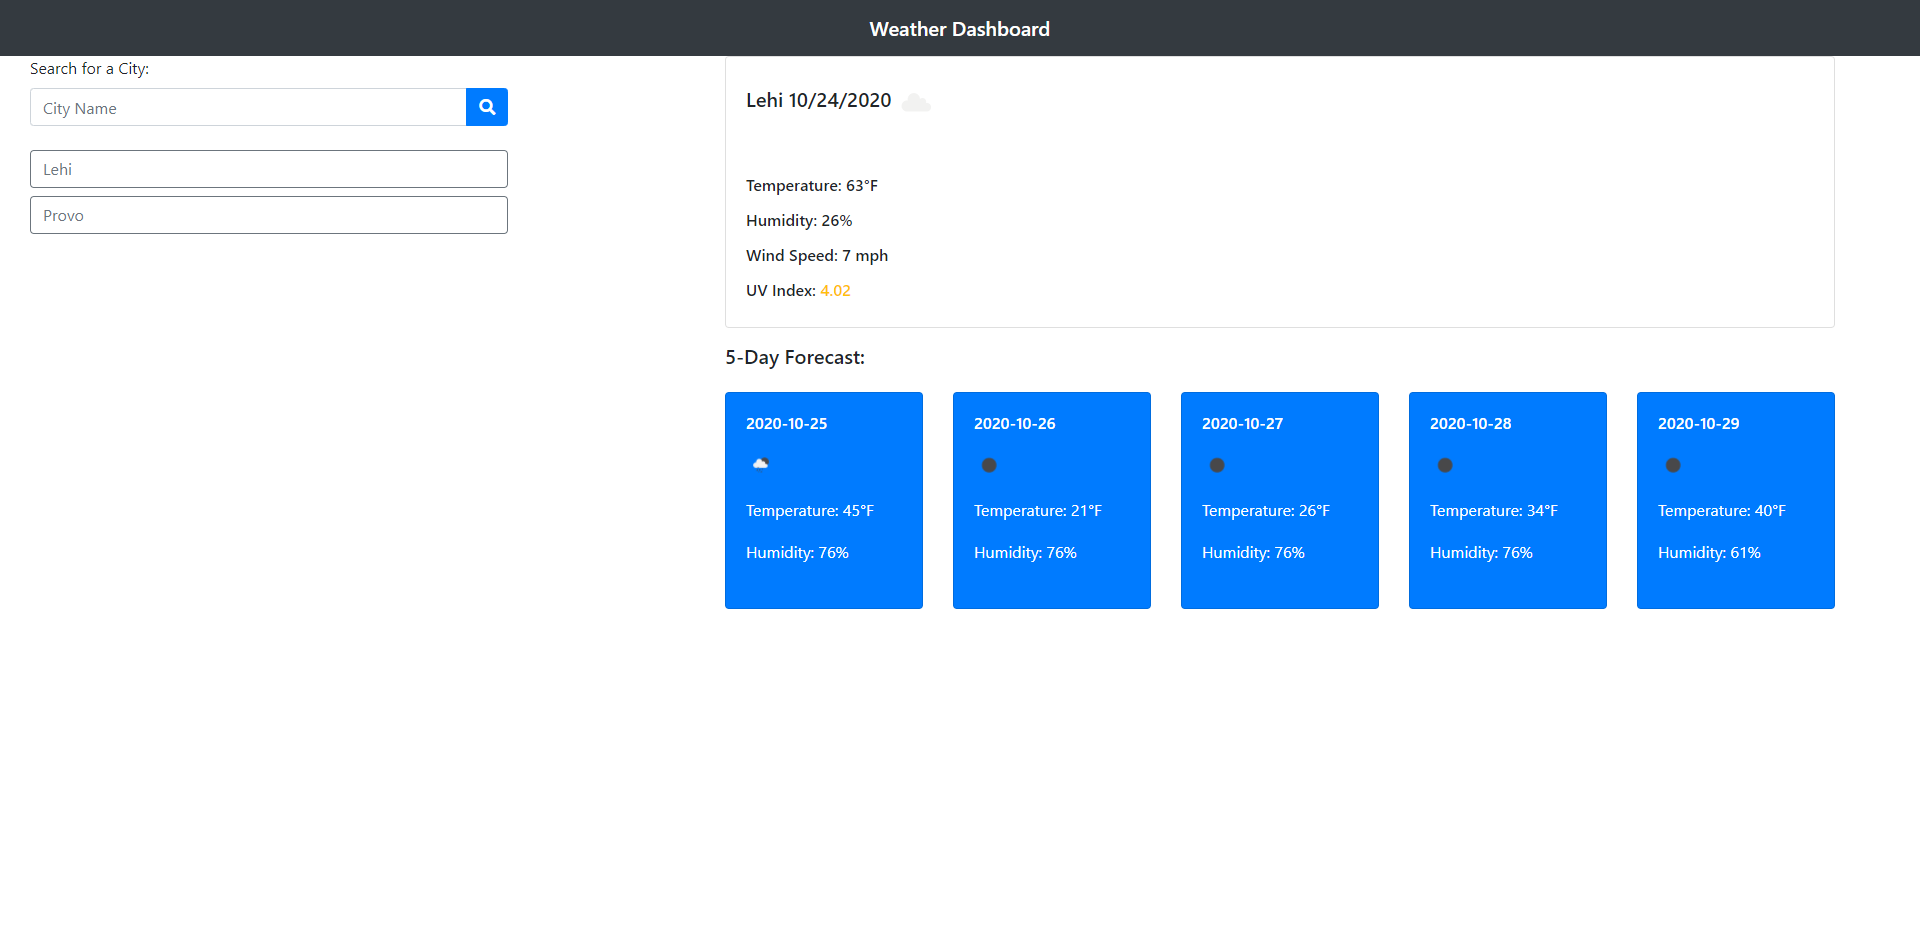 Weather Dashboard
Search for a City:
City Name
Lehi
Provo
Lehi 10/24/2020
Temperature: 63°F
Humidity: 26%
Wind Speed: 7 mph
UV Index: 4.02
5-Day Forecast:
2020-10-25
Temperature: 45°F
Humidity: 76%
2020-10-26
Temperature: 21°F
Humidity: 76%
2020-10-27
Temperature: 26°F
Humidity: 76%
2020-10-28
Temperature: 34°F
Humidity: 76%
2020-10-29
Temperature: 40°F
Humidity: 61%